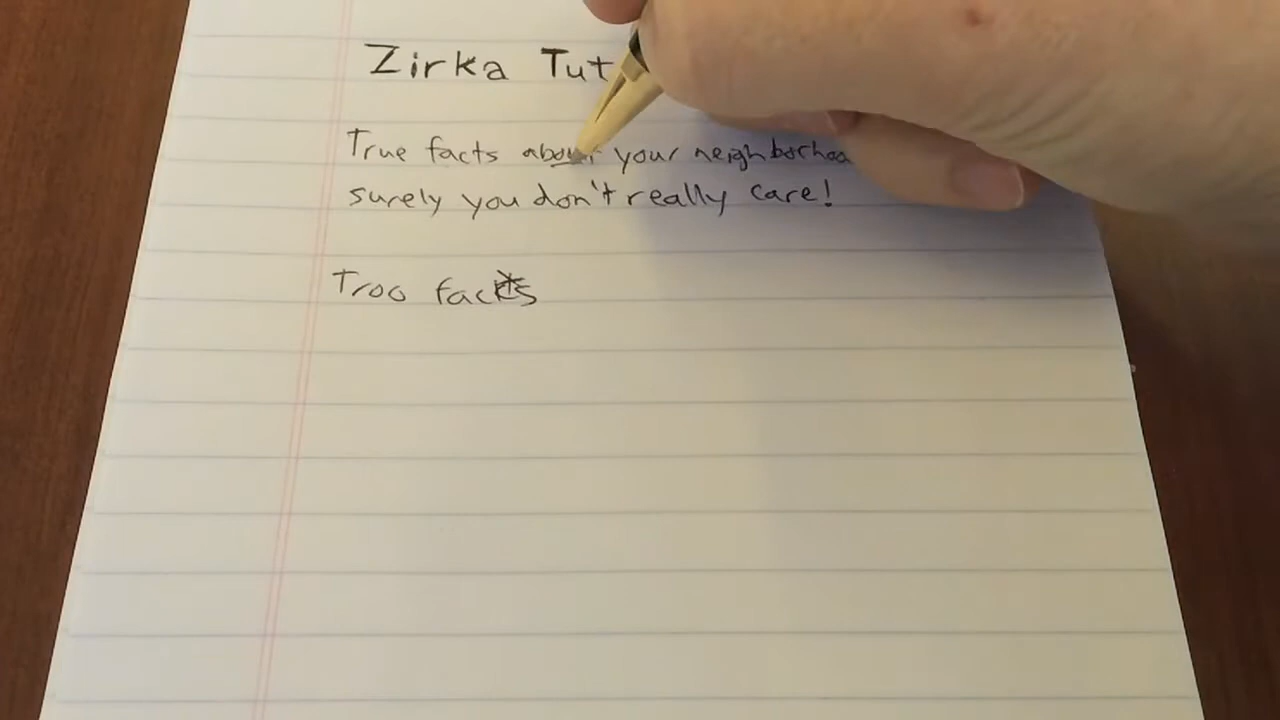 Zirka Tut
True facts about your neighborhoo
surely you don't really care!
Troo facts